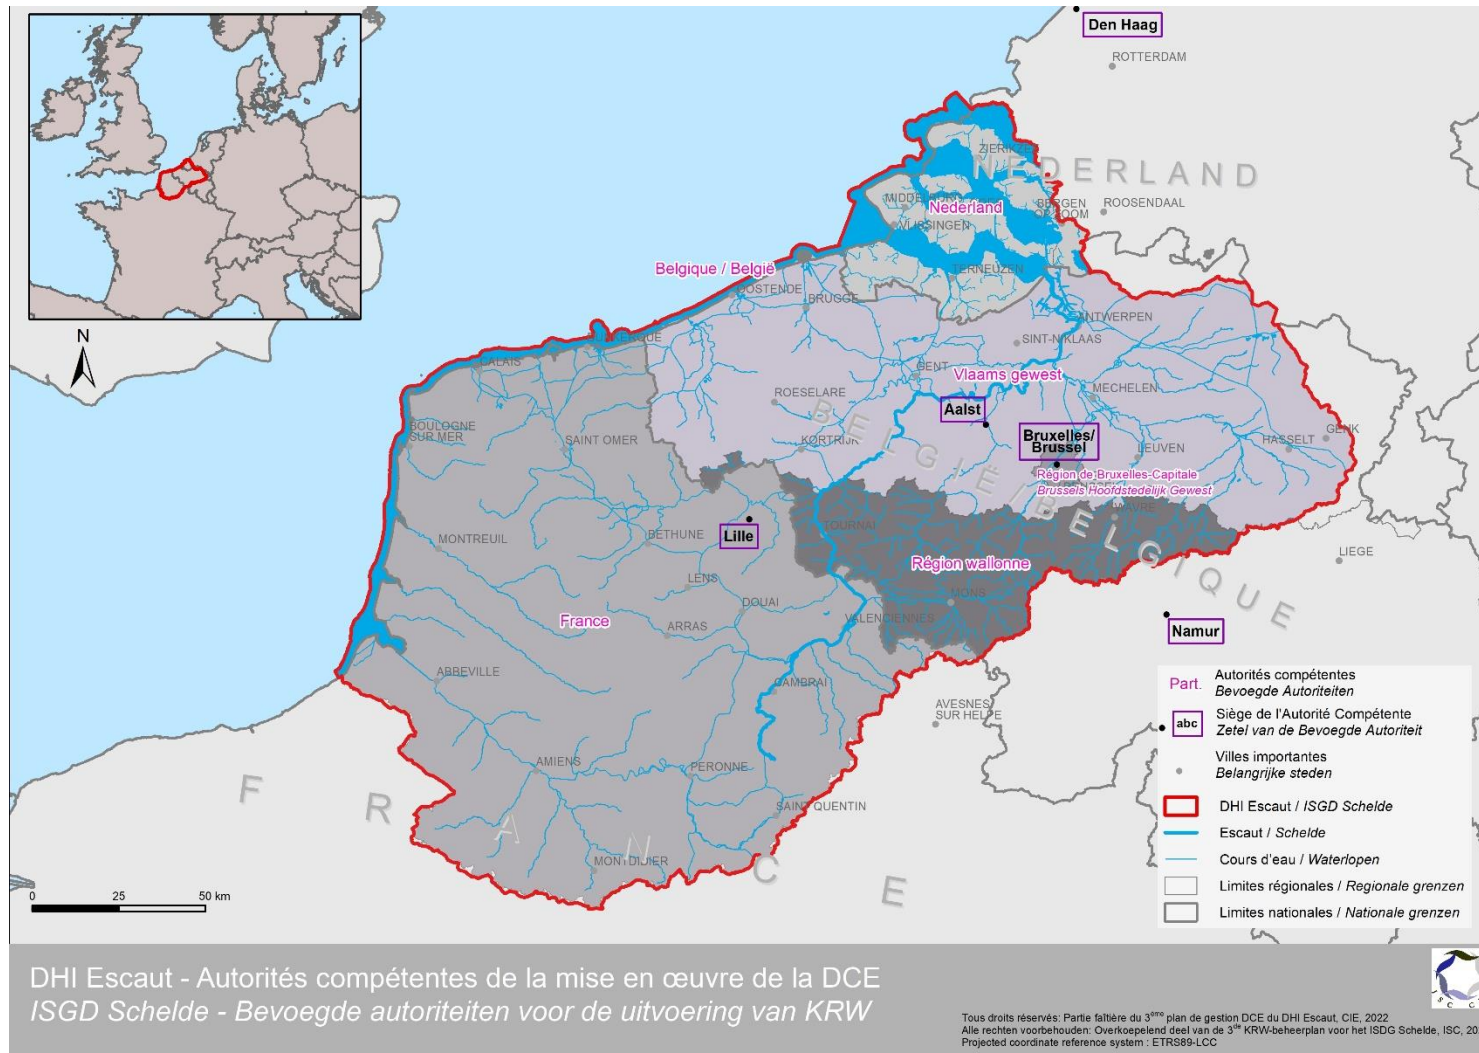 Den Haag
ROTTERDAM
ZIERIKZEE
NEDERLAND
MIDDELBURG
Nederland
BERGEN
OP ZOOM
ROOSENDAAL
VLISSINGEN
Belgique / België
TERNEUZEN
OOSTENDE
BRUGGE
ANTWERPEN
N
DUNKERQUE
SINT-NIKLAAS
CALAIS
GENT
Vlaams gewest
MECHELEN
ROESELARE
Aalst
BOULOGNE
SUR MER
SAINT OMER
KORTRIJK
Bruxelles/
Brussel
LEUVEN
HASSELT
GENK
BELGIË / BELGIQUE
Région de Bruxelles-Capitale
Brussels Hoofdstedelijk Gewest
WAVRE
Lille
TOURNAI
MONTREUIL
BETHUNE
LIEGE
Région wallonne
LENS
MONS
DOUAI
France
ARRAS
VALENCIENNES
Namur
ABBEVILLE
CAMBRAI
AVESNES
SUR HELPE
AMIENS
PERONNE
SAINT QUENTIN
FRANCE
MONTDIDIER
Part.
Autorités compétentes
Bevoegde Autoriteiten
abc
Siège de l'Autorité Compétente
Zetel van de Bevoegde Autoriteit
Villes importantes
Belangrijke steden
DHI Escaut / ISGD Schelde
Escaut / Schelde
Cours d'eau / Waterlopen
Limites régionales / Regionale grenzen
Limites nationales / Nationale grenzen
0 25 50 km
DHI Escaut - Autorités compétentes de la mise en œuvre de la DCE
ISGD Schelde - Bevoegde autoriteiten voor de uitvoering van KRW
Tous droits réservés: Partie faîtière du 3ème plan de gestion DCE du DHI Escaut, CIE, 2022
Alle rechten voorbehouden: Overkoepelend deel van de 3de KRW-beheerplan voor het ISDG Schelde, ISC, 20
Projected coordinate reference system : ETRS89-LCC